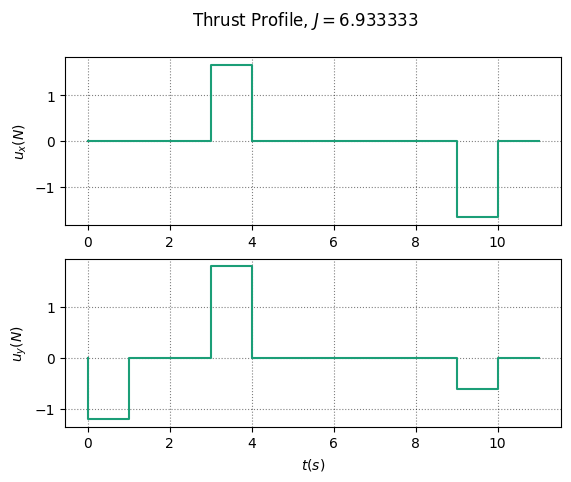 Thrust Profile, J = 6.933333
u_x(N)
1
0
−1
0 2 4 6 8 10
u_y(N)
1
0
−1
0 2 4 6 8 10
t(s)